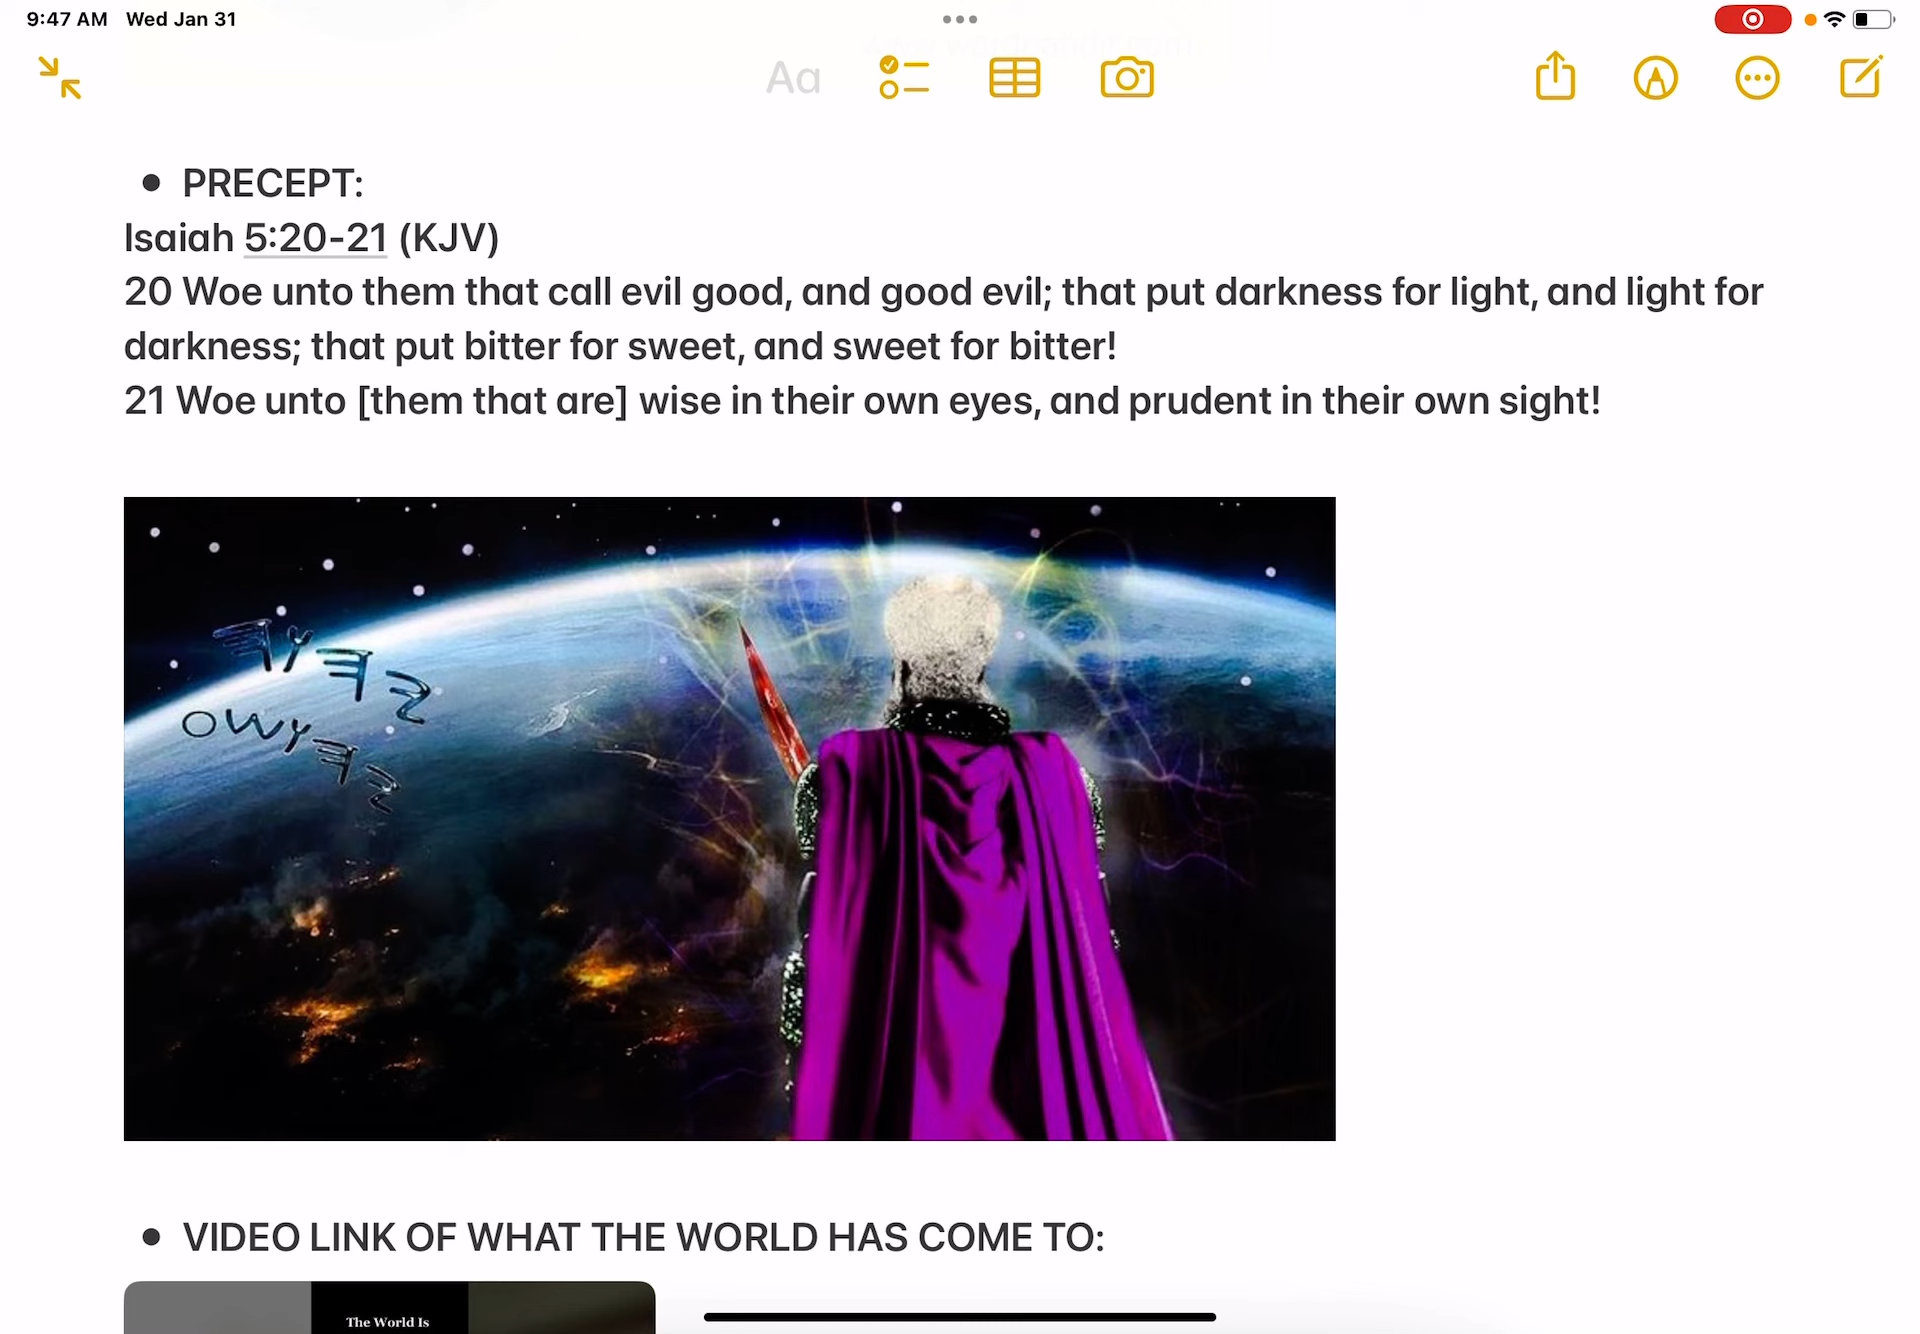 9:47 AM Wed Jan 31
Aa
• PRECEPT:
Isaiah 5:20-21 (KJV)
20 Woe unto them that call evil good, and good evil; that put darkness for light, and light for
darkness; that put bitter for sweet, and sweet for bitter!
21 Woe unto [them that are] wise in their own eyes, and prudent in their own sight!
𐤉𐤄𐤅𐤄
𐤉𐤄𐤅𐤔𐤏
• VIDEO LINK OF WHAT THE WORLD HAS COME TO:
The World Is